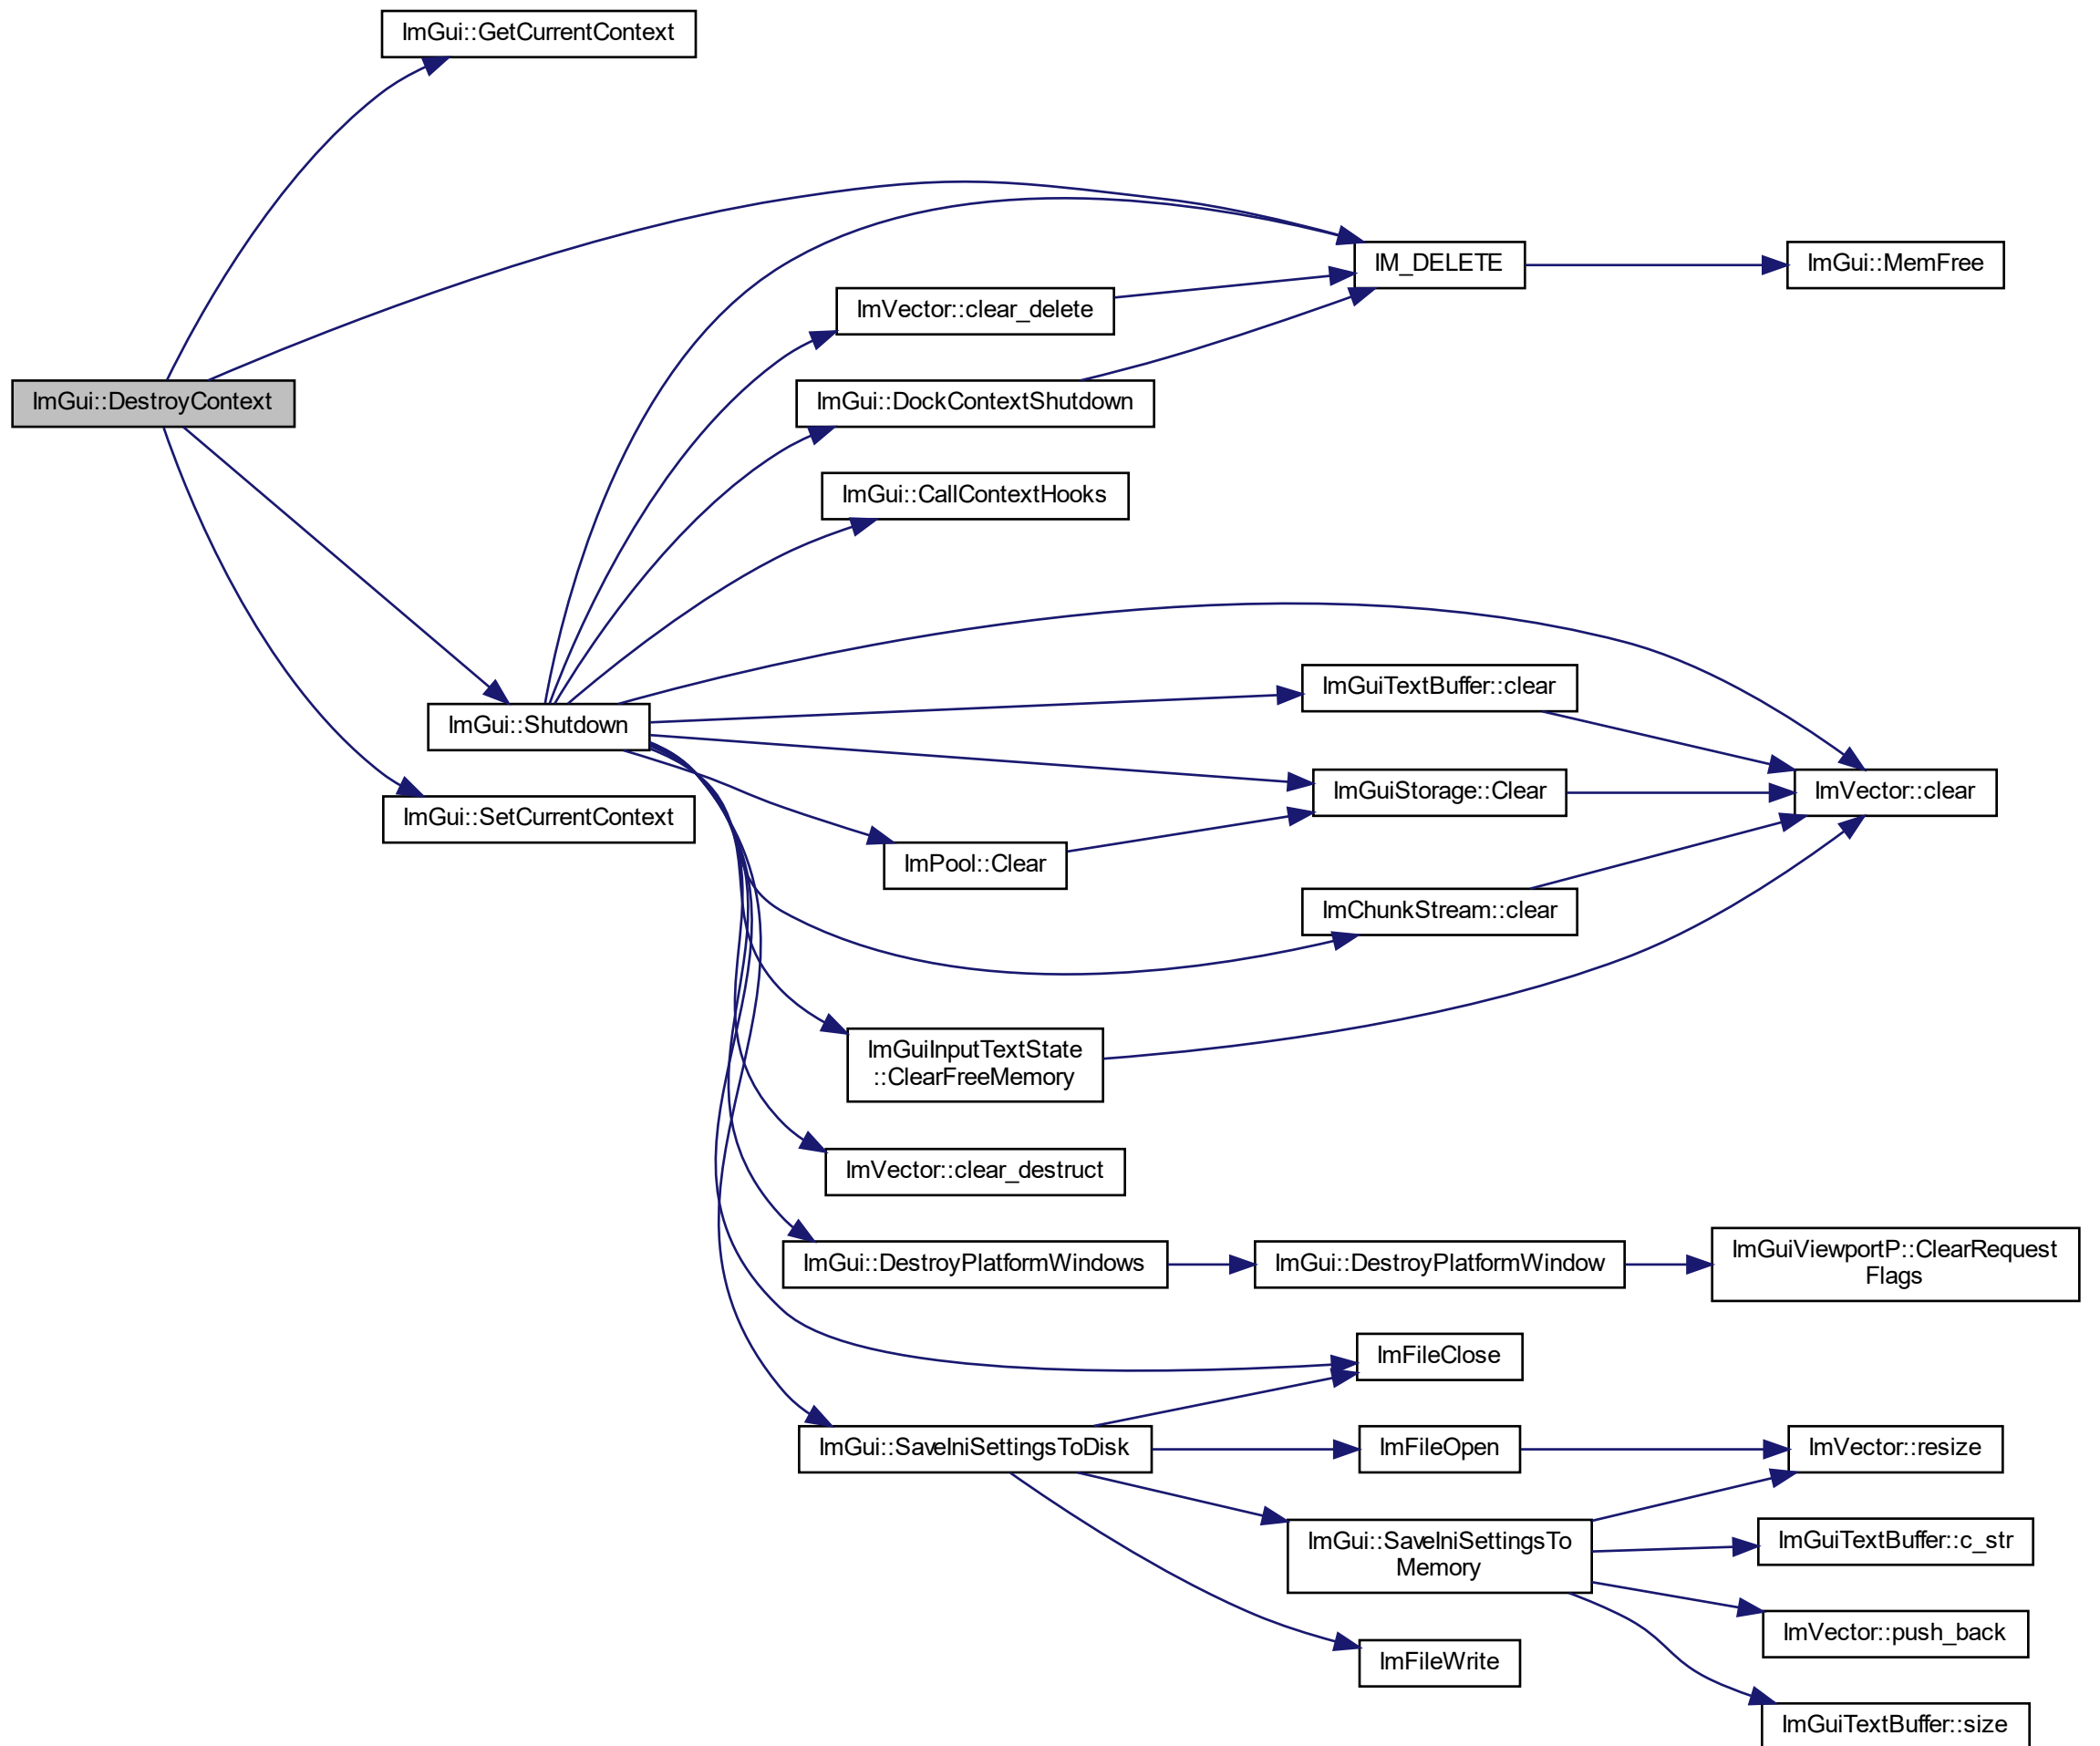 ImGui::GetCurrentContext
IM_DELETE
ImGui::MemFree
ImVector::clear_delete
ImGui::DestroyContext
ImGui::DockContextShutdown
ImGui::CallContextHooks
ImGuiTextBuffer::clear
ImGui::Shutdown
ImGuiStorage::Clear
ImVector::clear
ImGui::SetCurrentContext
ImPool::Clear
ImChunkStream::clear
ImGuiInputTextState
::ClearFreeMemory
ImVector::clear_destruct
ImGui::DestroyPlatformWindows
ImGui::DestroyPlatformWindow
ImGuiViewportP::ClearRequest
Flags
ImFileClose
ImGui::SaveIniSettingsToDisk
ImFileOpen
ImVector::resize
ImGui::SaveIniSettingsTo
Memory
ImGuiTextBuffer::c_str
ImVector::push_back
ImFileWrite
ImGuiTextBuffer::size